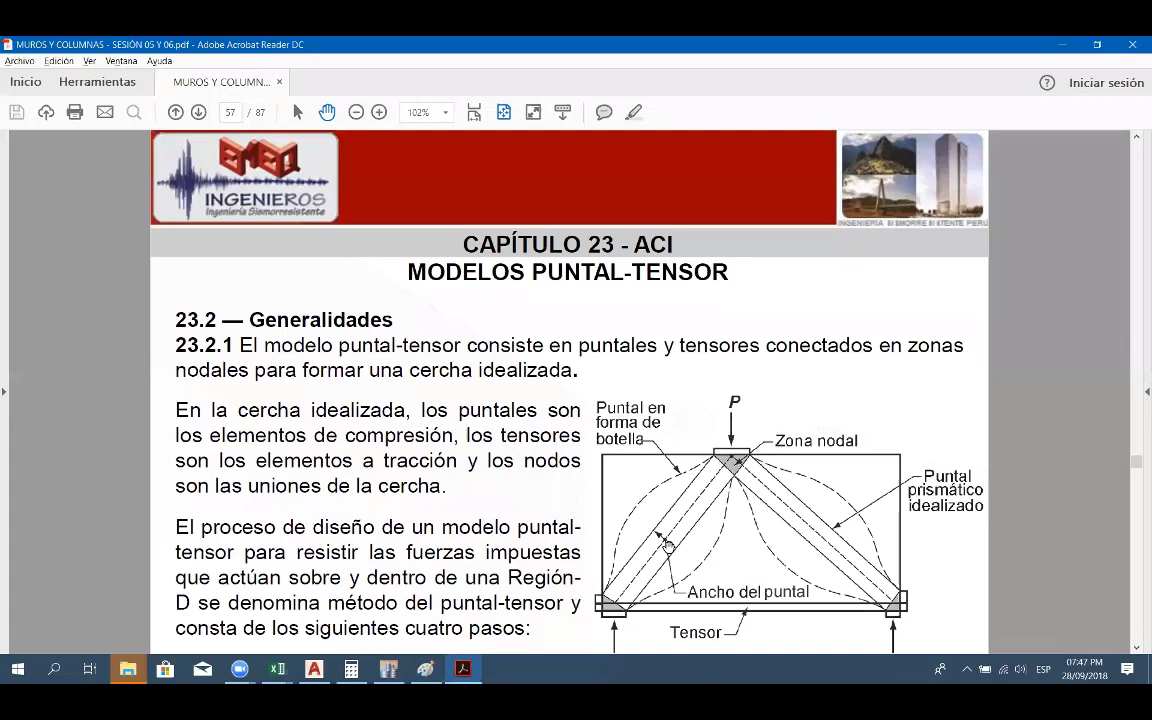 MUROS Y COLUMNAS - SESIÓN 05 Y 06.pdf - Adobe Acrobat Reader DC
Archivo Edición Ver Ventana Ayuda
Inicio Herramientas MUROS Y COLUMN... × Iniciar sesión
57 / 87 102%
INGENIEROS
Ingeniería Sismorresistente
INGENIERIA SISMORRESISTENTE PERU
CAPÍTULO 23 - ACI
MODELOS PUNTAL-TENSOR
23.2 — Generalidades
23.2.1 El modelo puntal-tensor consiste en puntales y tensores conectados en zonas
nodales para formar una cercha idealizada.
En la cercha idealizada, los puntales son
los elementos de compresión, los tensores
son los elementos a tracción y los nodos
son las uniones de la cercha.
El proceso de diseño de un modelo puntal-
tensor para resistir las fuerzas impuestas
que actúan sobre y dentro de una Región-
D se denomina método del puntal-tensor y
consta de los siguientes cuatro pasos:
P
Puntal en
forma de
botella
Zona nodal
Puntal
prismático
idealizado
Ancho del puntal
Tensor
ESP
07:47 PM
28/09/2018